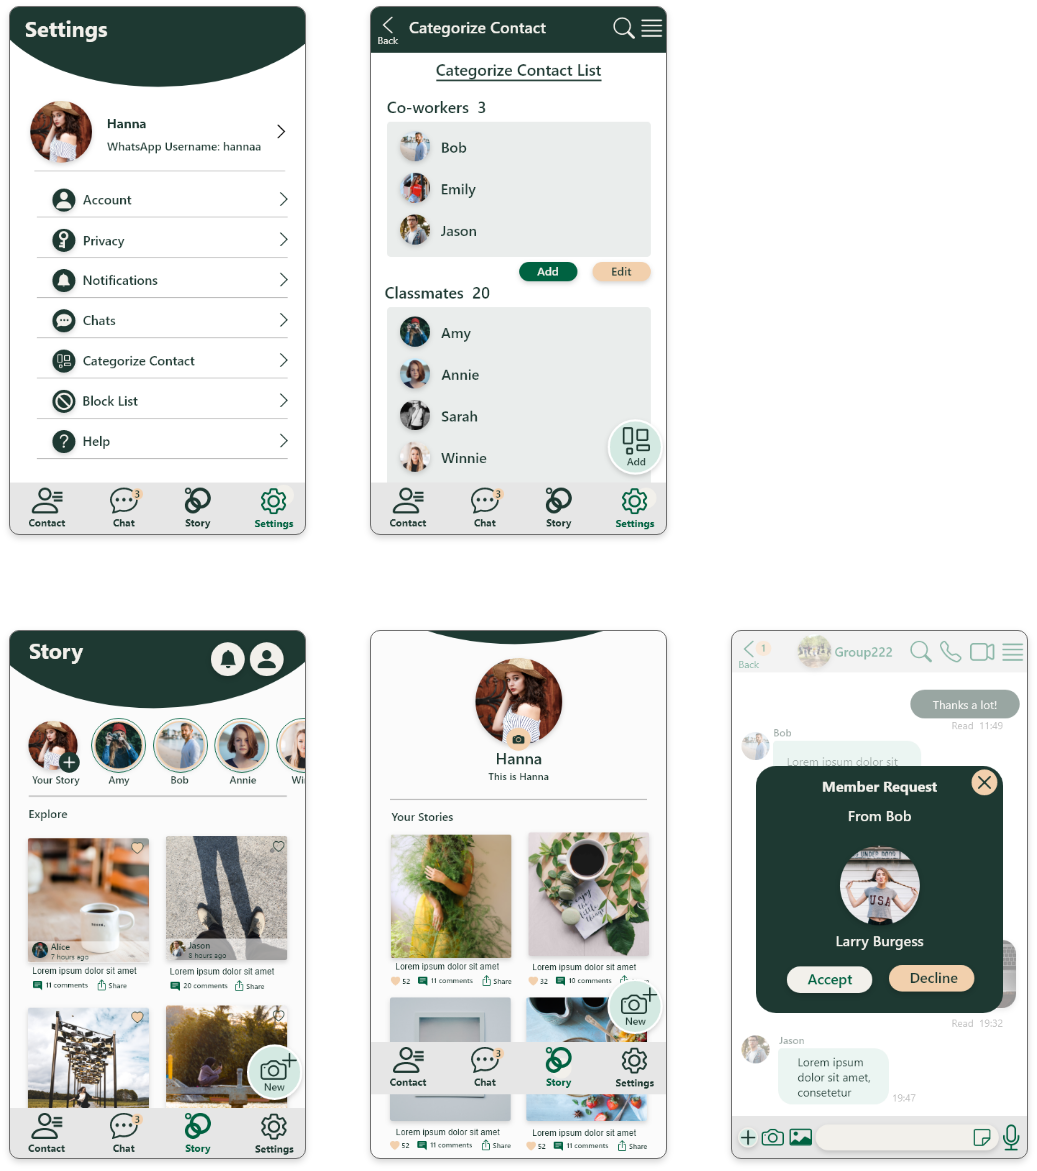 Settings
Hanna
WhatsApp Username: hannaa
Account
Privacy
Notifications
Chats
Categorize Contact
Block List
Help
3
Contact
Chat
Story
Settings
Back
Categorize Contact
Categorize Contact List
Co-workers 3
Bob
Emily
Jason
Add
Edit
Classmates 20
Amy
Annie
Sarah
Winnie
Add
3
Contact
Chat
Story
Settings
Story
Your Story
Amy
Bob
Annie
Explore
Alice
7 hours ago
Lorem ipsum dolor sit amet
11 comments
Share
Jason
3 hours ago
Lorem ipsum dolor sit amet
20 comments
Share
New
3
Contact
Chat
Story
Settings
Hanna
This is Hanna
Your Stories
Lorem ipsum dolor sit amet
52
11 comments
Share
Lorem ipsum dolor sit amet
32
10 comments
Share
New
3
Contact
Chat
Story
Settings
Lorem ipsum dolor sit amet
52
11 comments
Share
Lorem ipsum dolor sit amet
52
11 comments
Share
1
Back
Group222
Thanks a lot!
Read 11:49
Bob
Lorem ipsum dolor sit
Member Request
From Bob
USA
Larry Burgess
Accept
Decline
Read 19:32
Jason
Lorem ipsum
dolor sit amet,
consetetur
19:47